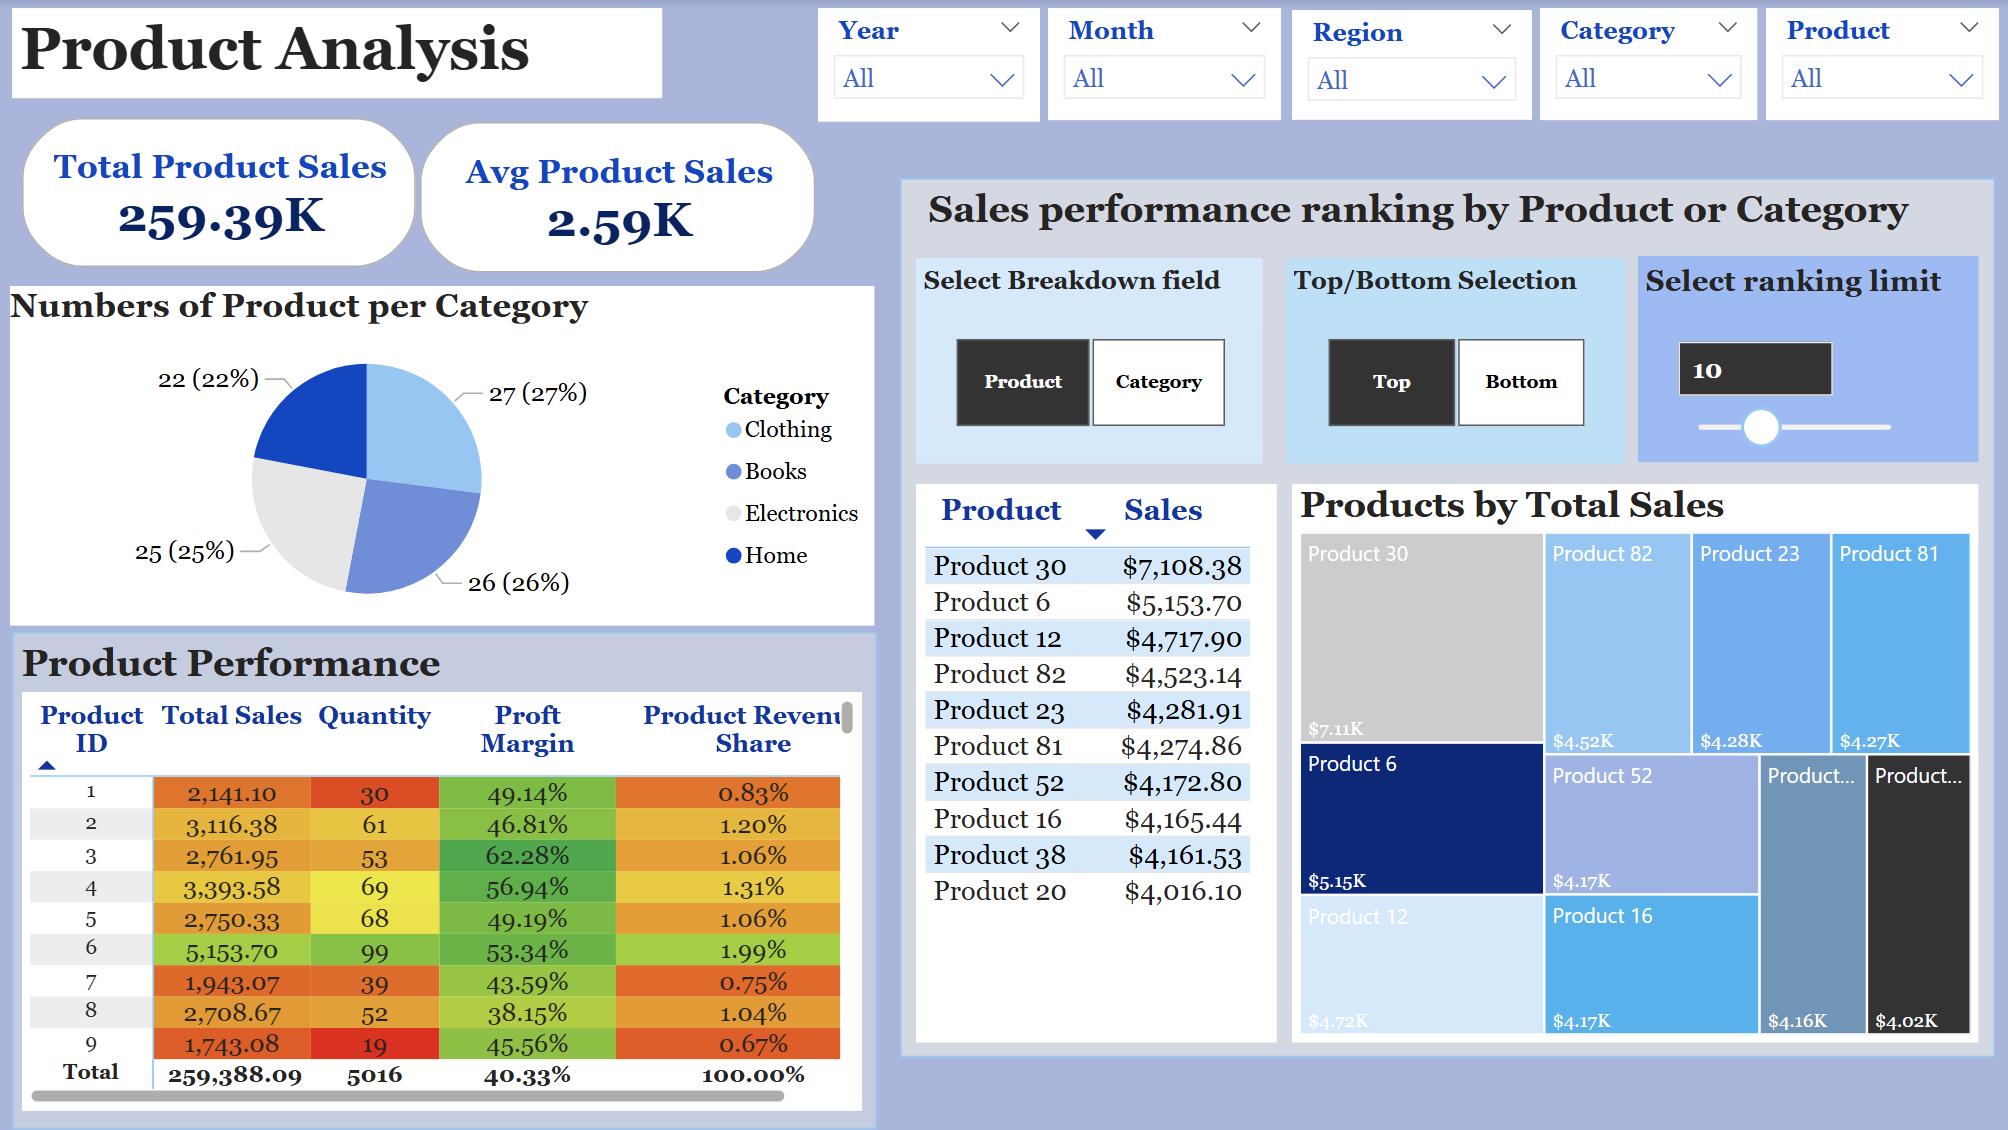 Product Analysis
Year
All
Month
All
Region
All
Category
All
Product
All
Total Product Sales
259.39K
Avg Product Sales
2.59K
Numbers of Product per Category
22 (22%)
27 (27%)
25 (25%)
26 (26%)
Category
Clothing
Books
Electronics
Home
Product Performance
Product ID Total Sales Quantity Proft Margin Product Revenu Share
1 2,141.10 30 49.14% 0.83%
2 3,116.38 61 46.81% 1.20%
3 2,761.95 53 62.28% 1.06%
4 3,393.58 69 56.94% 1.31%
5 2,750.33 68 49.19% 1.06%
6 5,153.70 99 53.34% 1.99%
7 1,943.07 39 43.59% 0.75%
8 2,708.67 52 38.15% 1.04%
9 1,743.08 19 45.56% 0.67%
Total 259,388.09 5016 40.33% 100.00%
Sales performance ranking by Product or Category
Select Breakdown field
Product Category
Top/Bottom Selection
Top Bottom
Select ranking limit
10
Product Sales
Product 30 $7,108.38
Product 6 $5,153.70
Product 12 $4,717.90
Product 82 $4,523.14
Product 23 $4,281.91
Product 81 $4,274.86
Product 52 $4,172.80
Product 16 $4,165.44
Product 38 $4,161.53
Product 20 $4,016.10
Products by Total Sales
Product 30
$7.11K
Product 6
$5.15K
Product 12
$4.72K
Product 82
$4.52K
Product 23
$4.28K
Product 81
$4.27K
Product 52
$4.17K
Product 16
$4.17K
Product...
$4.16K
Product...
$4.02K